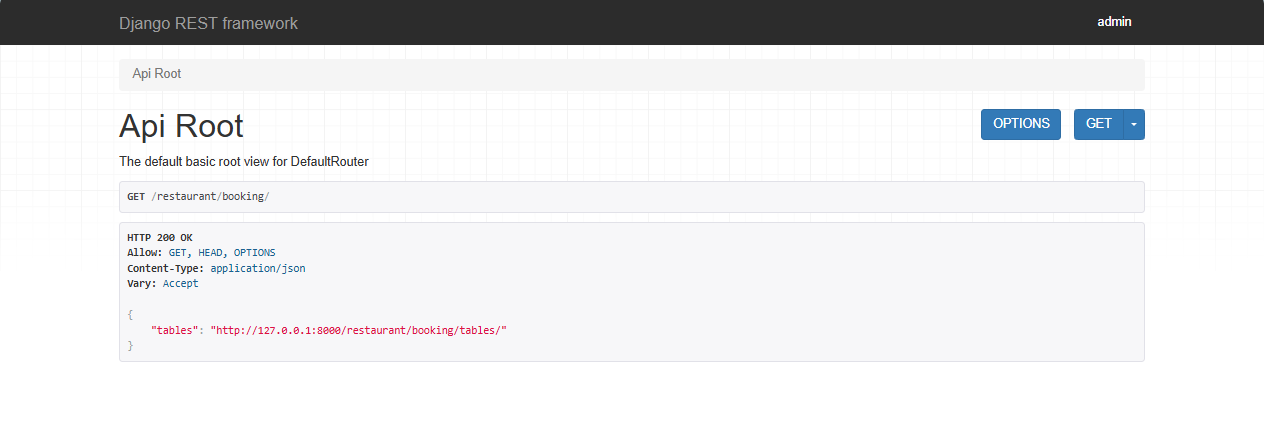 Django REST framework
admin
Api Root
Api Root
OPTIONS
GET
The default basic root view for DefaultRouter
GET /restaurant/booking/
HTTP 200 OK
Allow: GET, HEAD, OPTIONS
Content-Type: application/json
Vary: Accept
{
"tables": "http://127.0.0.1:8000/restaurant/booking/tables/"
}